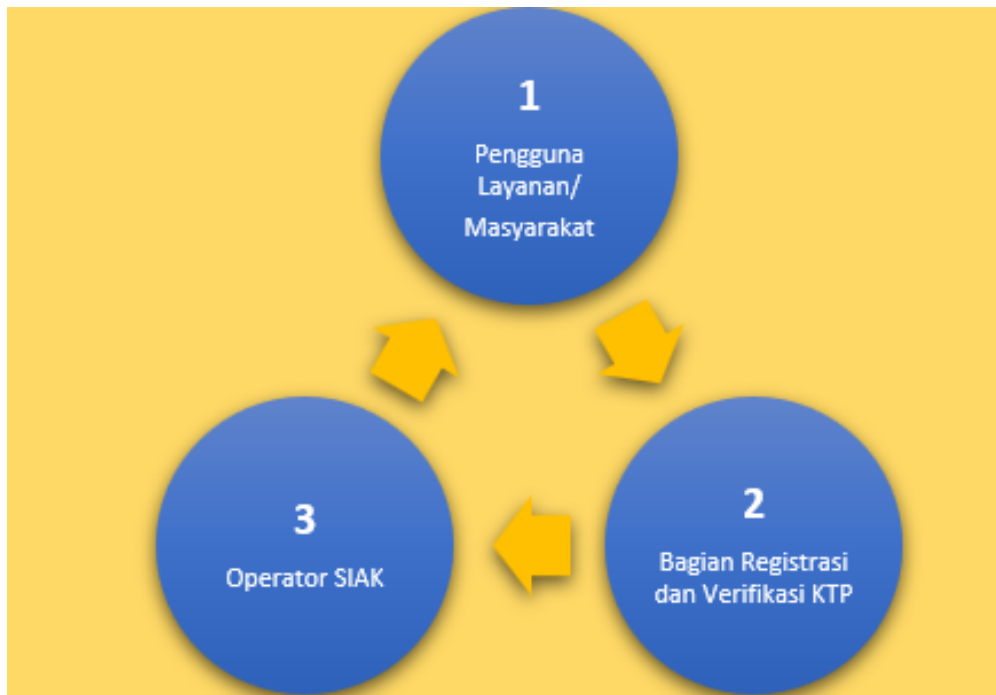 1
Pengguna
Layanan/
Masyarakat
2
Bagian Registrasi
dan Verifikasi KTP
3
Operator SIAK